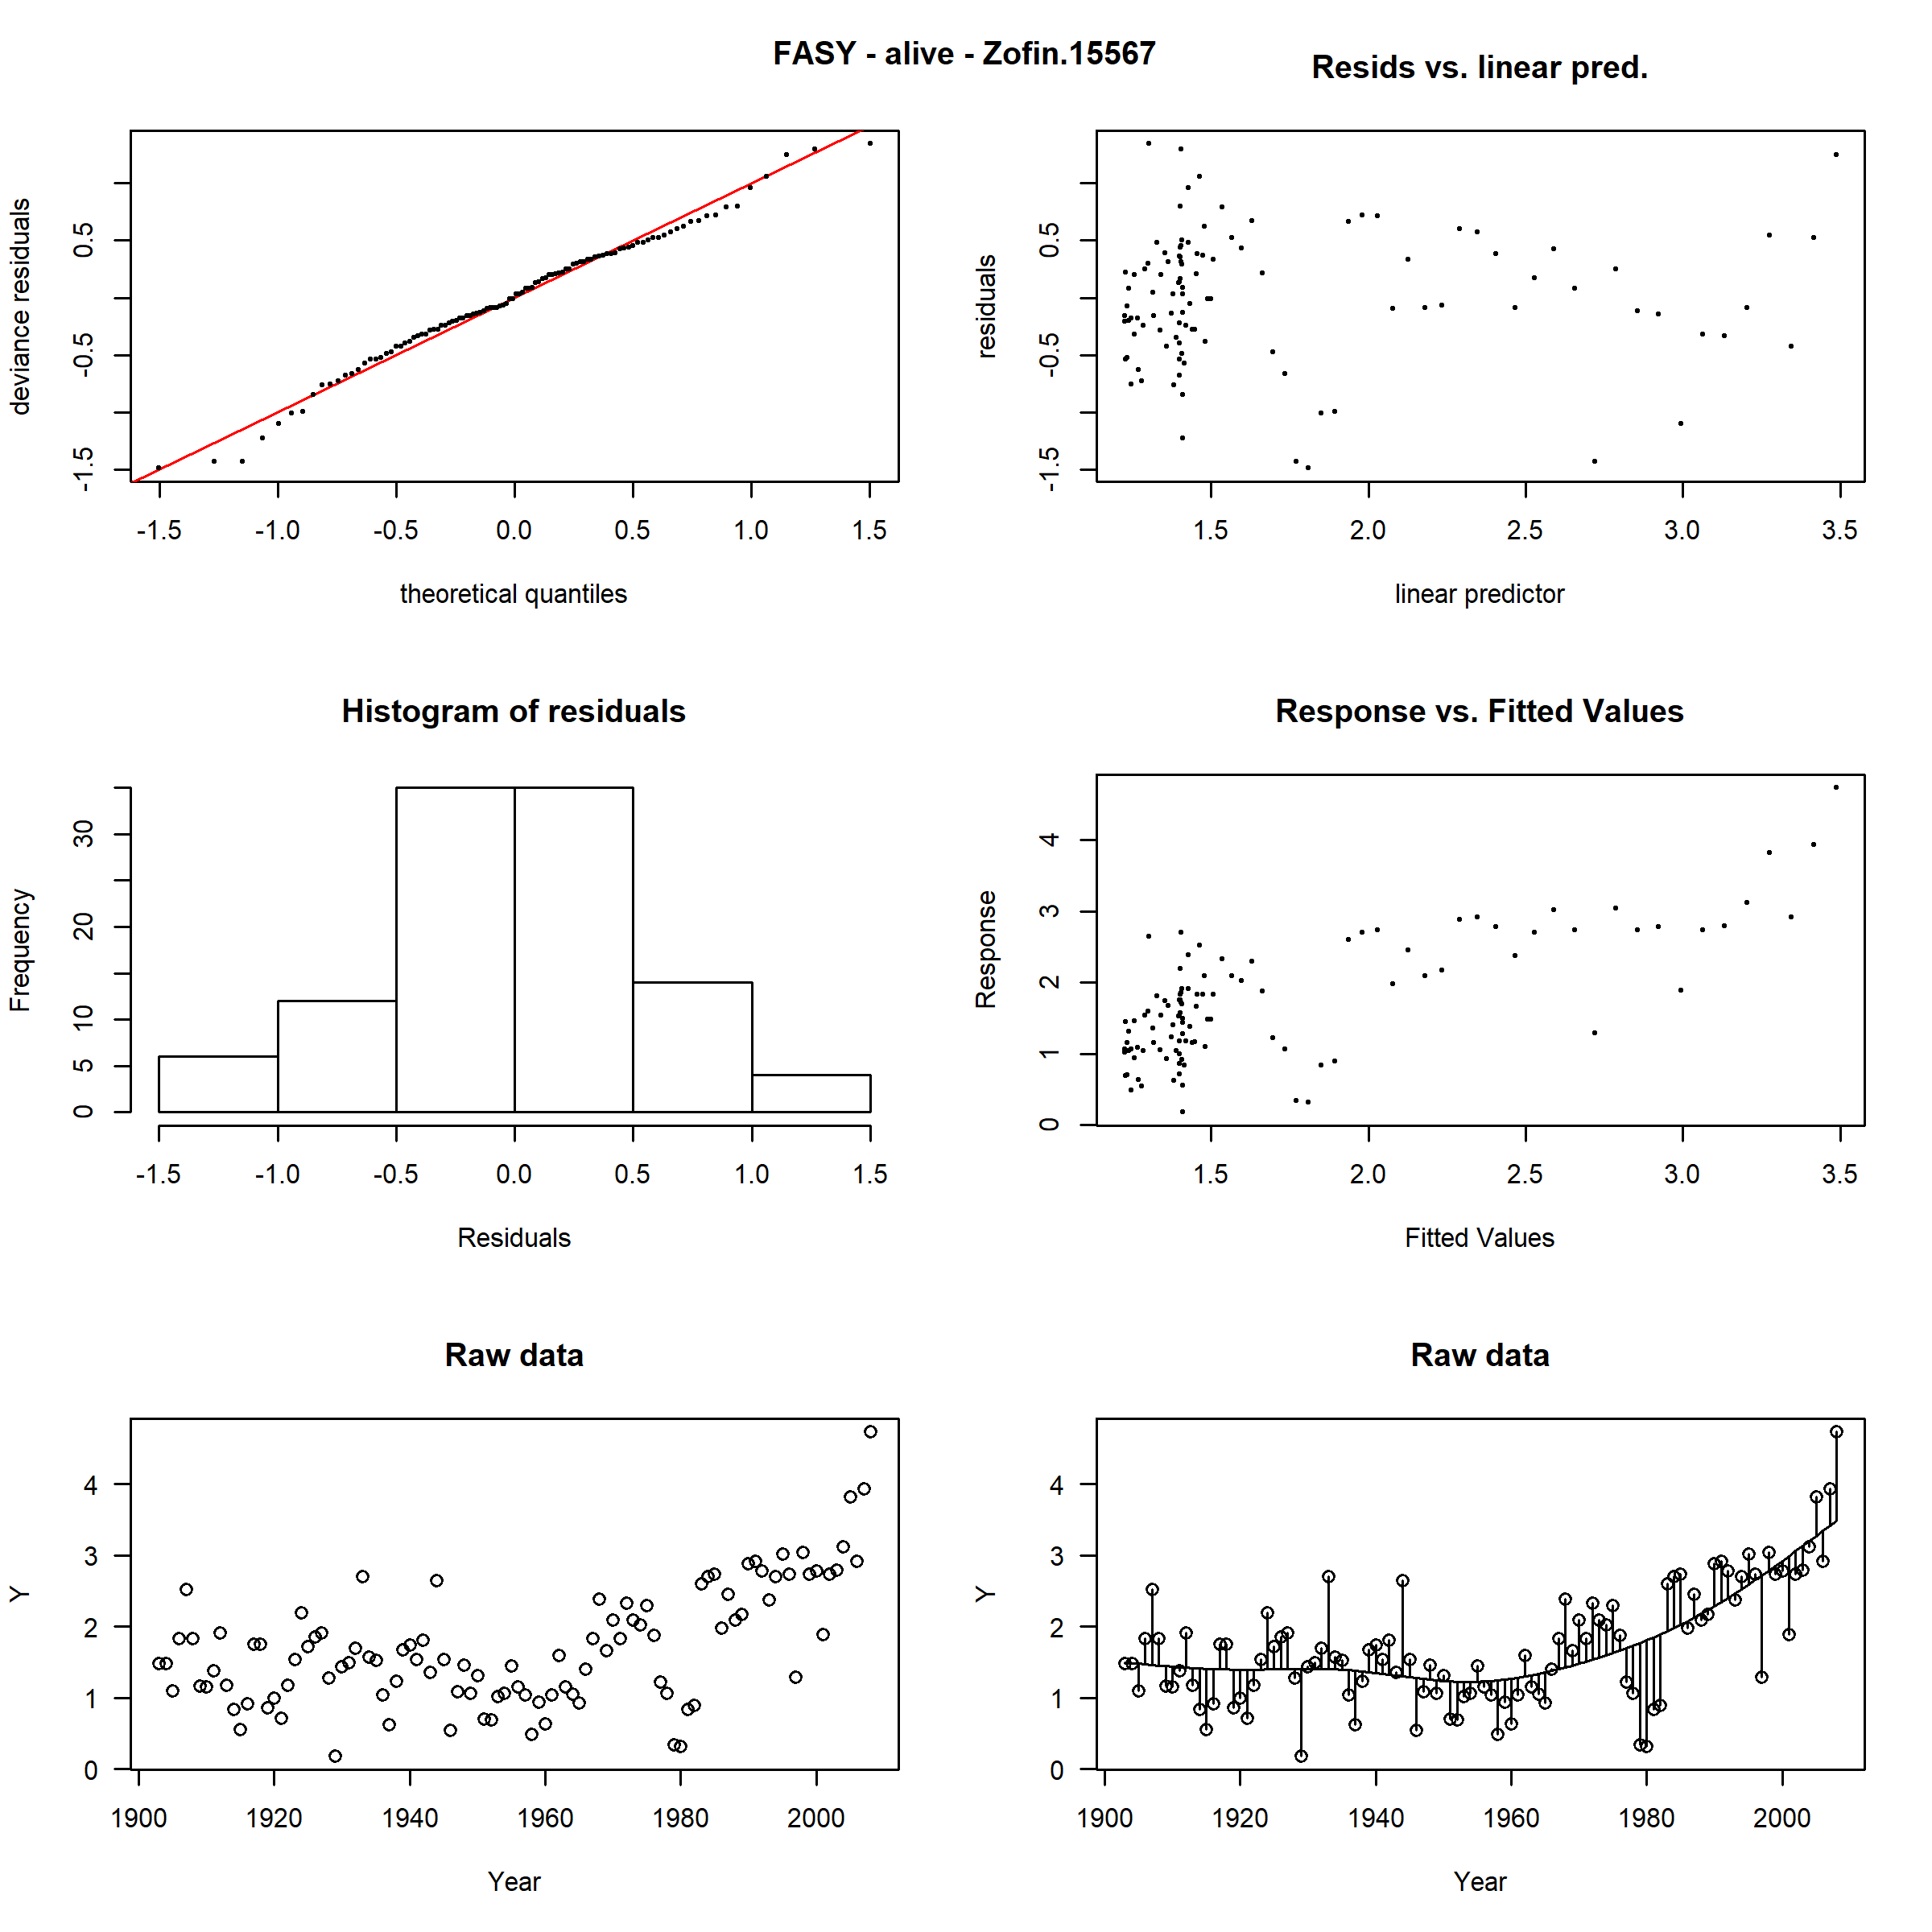 FASY - alive - Zofin.15567
Resids vs. linear pred.
deviance residuals
-1.5 -0.5 0.5
-1.5 -1.0 -0.5 0.0 0.5 1.0 1.5
theoretical quantiles
residuals
-1.5 -0.5 0.5
1.5 2.0 2.5 3.0 3.5
linear predictor
Histogram of residuals
Frequency
0 5 10 20 30
-1.5 -1.0 -0.5 0.0 0.5 1.0 1.5
Residuals
Response vs. Fitted Values
Response
0 1 2 3 4
1.5 2.0 2.5 3.0 3.5
Fitted Values
Raw data
Y
4
3
2
1
0
1900 1920 1940 1960 1980 2000
Year
Raw data
Y
4
3
2
1
0
1900 1920 1940 1960 1980 2000
Year